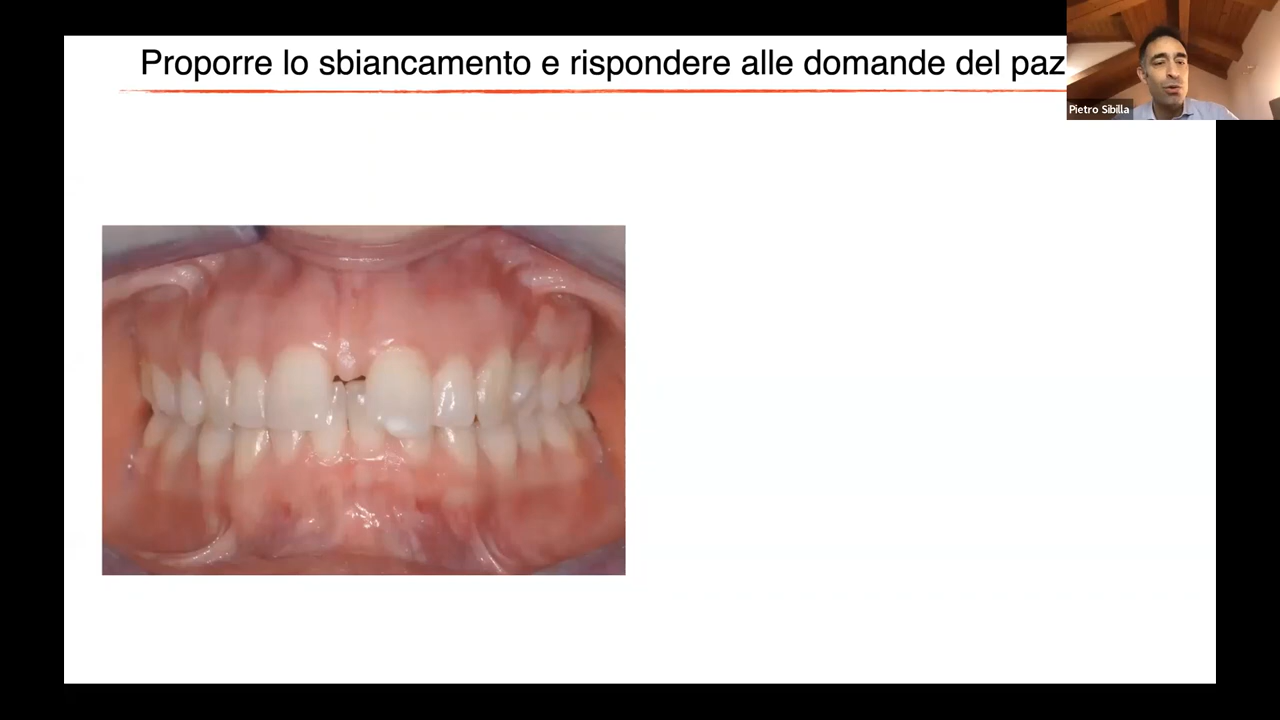 Proporre lo sbiancamento e rispondere alle domande del paz
Pietro Sibilla